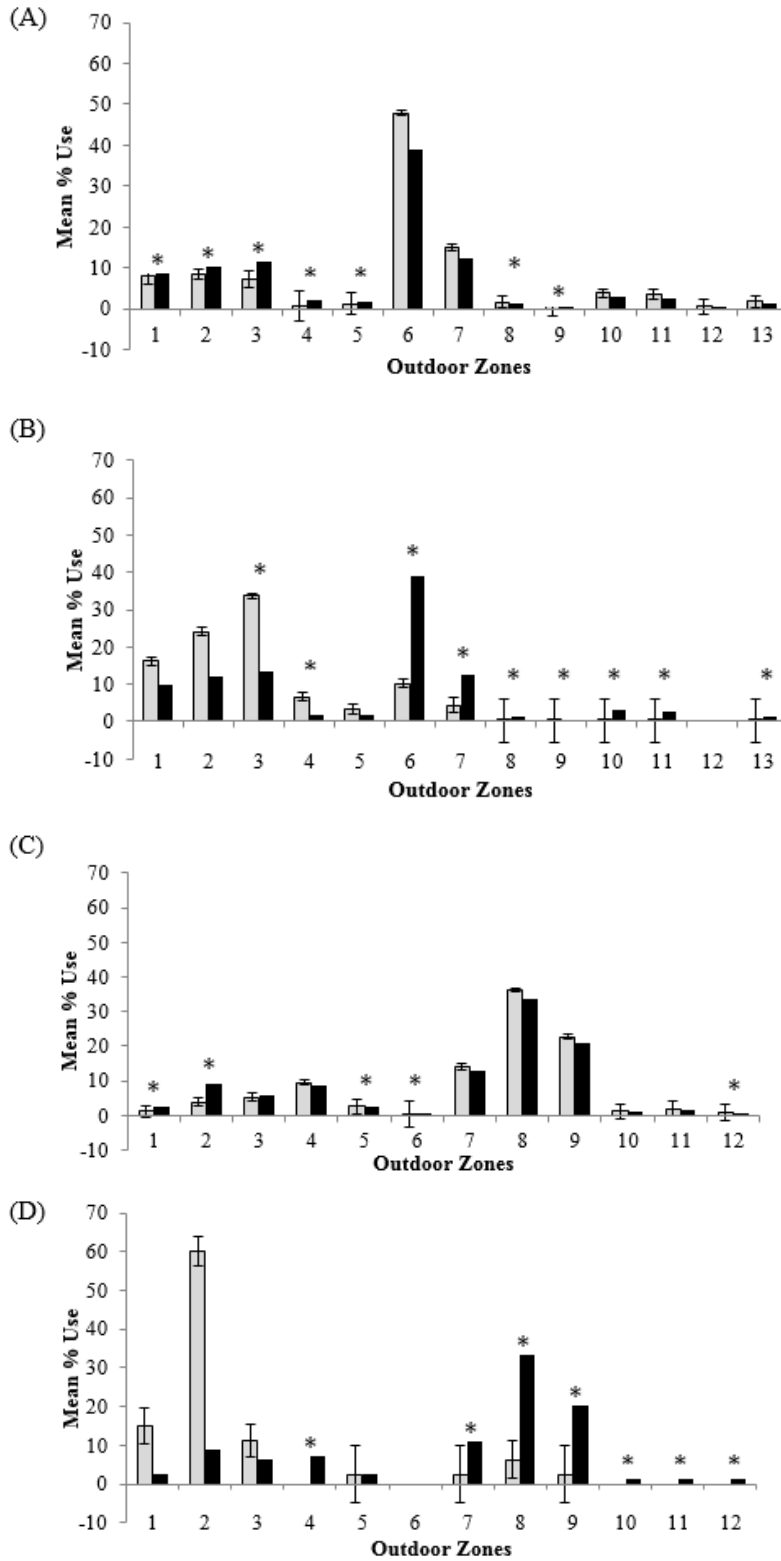 (A)
Mean % Use
70
60
50
40
30
20
10
0
-10
* * * * * * *
1 2 3 4 5 6 7 8 9 10 11 12 13
Outdoor Zones
(B)
Mean % Use
70
60
50
40
30
20
10
0
-10
* * * * * * * * *
1 2 3 4 5 6 7 8 9 10 11 12 13
Outdoor Zones
(C)
Mean % Use
70
60
50
40
30
20
10
0
-10
* * * * *
1 2 3 4 5 6 7 8 9 10 11 12
Outdoor Zones
(D)
Mean % Use
70
60
50
40
30
20
10
0
-10
* * * * * * *
1 2 3 4 5 6 7 8 9 10 11 12
Outdoor Zones